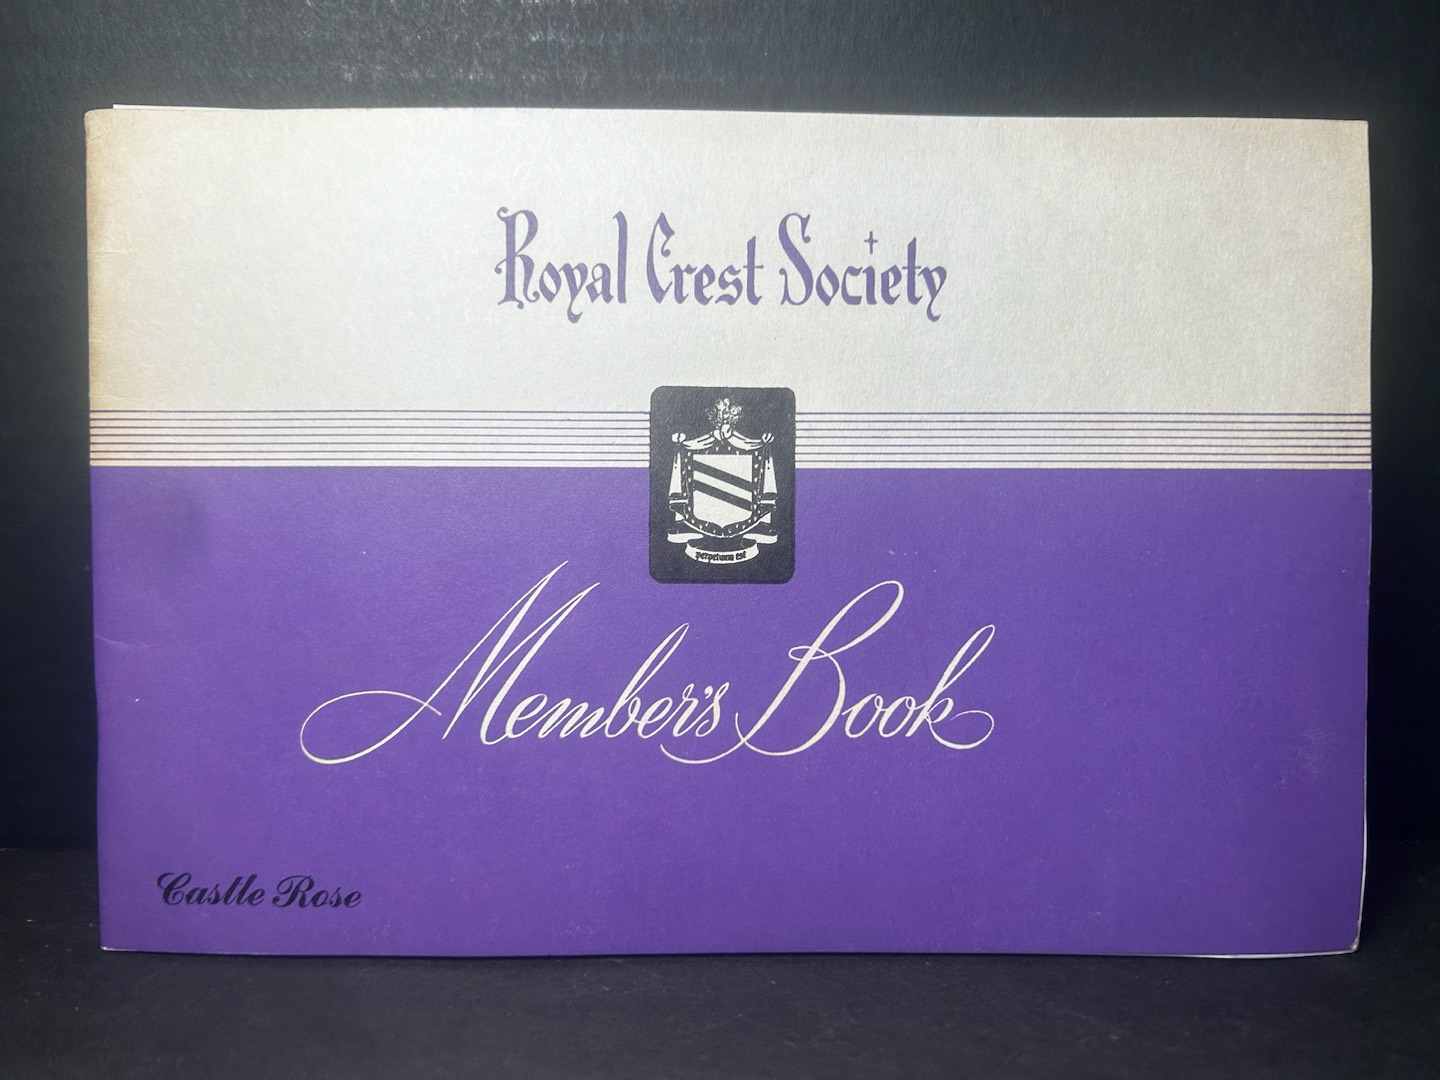 Royal Crest Society
perpetuum est
Member's Book
Castle Rose